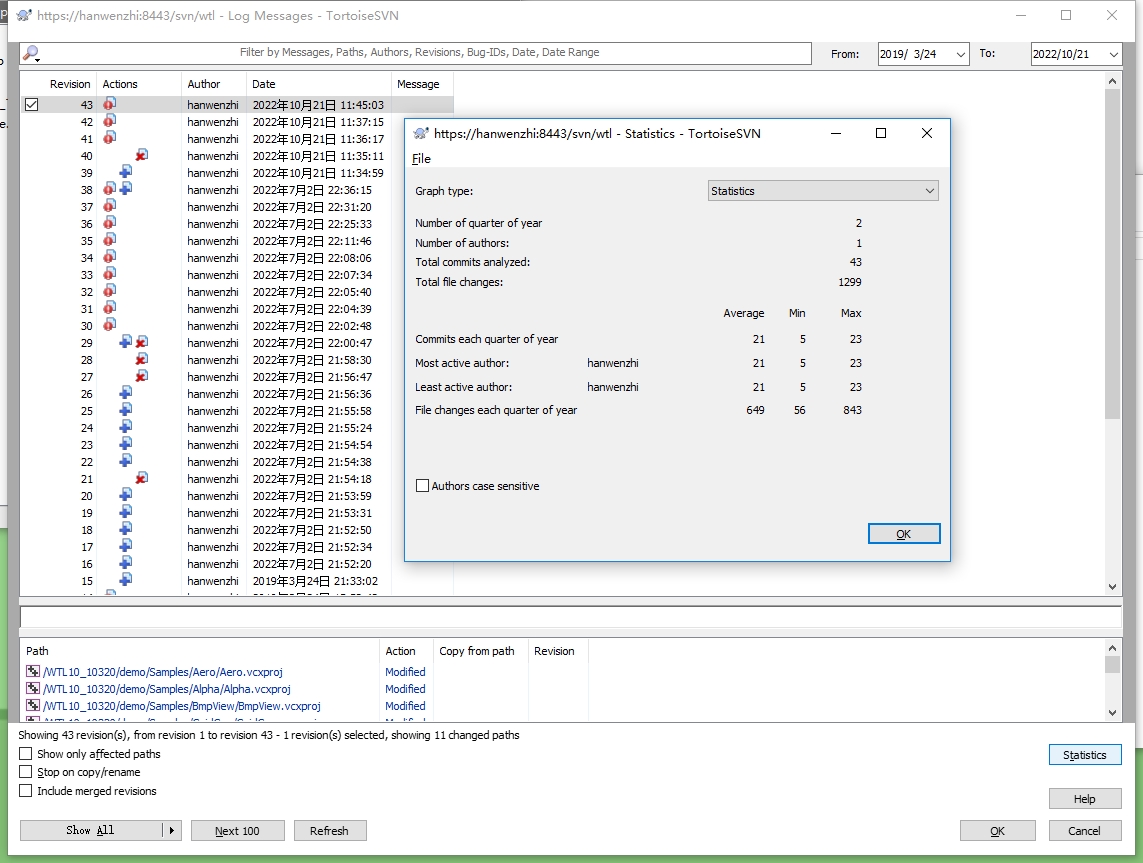 https://hanwenzhi:8443/svn/wtl - Log Messages - TortoiseSVN
Filter by Messages, Paths, Authors, Revisions, Bug-IDs, Date, Date Range
From: 2019/ 3/24 To: 2022/10/21
Revision Actions Author Date Message
43 hanwenzhi 2022年10月21日 11:45:03
42 hanwenzhi 2022年10月21日 11:37:15
41 hanwenzhi 2022年10月21日 11:36:17
40 hanwenzhi 2022年10月21日 11:35:11
39 hanwenzhi 2022年10月21日 11:34:59
38 hanwenzhi 2022年7月2日 22:36:15
37 hanwenzhi 2022年7月2日 22:31:20
36 hanwenzhi 2022年7月2日 22:25:33
35 hanwenzhi 2022年7月2日 22:11:46
34 hanwenzhi 2022年7月2日 22:08:06
33 hanwenzhi 2022年7月2日 22:07:34
32 hanwenzhi 2022年7月2日 22:05:40
31 hanwenzhi 2022年7月2日 22:04:39
30 hanwenzhi 2022年7月2日 22:02:48
29 hanwenzhi 2022年7月2日 22:00:47
28 hanwenzhi 2022年7月2日 21:58:30
27 hanwenzhi 2022年7月2日 21:56:47
26 hanwenzhi 2022年7月2日 21:56:36
25 hanwenzhi 2022年7月2日 21:55:58
24 hanwenzhi 2022年7月2日 21:55:24
23 hanwenzhi 2022年7月2日 21:54:54
22 hanwenzhi 2022年7月2日 21:54:38
21 hanwenzhi 2022年7月2日 21:54:18
20 hanwenzhi 2022年7月2日 21:53:59
19 hanwenzhi 2022年7月2日 21:53:31
18 hanwenzhi 2022年7月2日 21:52:50
17 hanwenzhi 2022年7月2日 21:52:34
16 hanwenzhi 2022年7月2日 21:52:20
15 hanwenzhi 2019年3月24日 21:33:02
https://hanwenzhi:8443/svn/wtl - Statistics - TortoiseSVN
File
Graph type: Statistics
Number of quarter of year 2
Number of authors: 1
Total commits analyzed: 43
Total file changes: 1299
Average Min Max
Commits each quarter of year 21 5 23
Most active author: hanwenzhi 21 5 23
Least active author: hanwenzhi 21 5 23
File changes each quarter of year 649 56 843
Authors case sensitive
OK
Path Action Copy from path Revision
/WTL10_10320/demo/Samples/Aero/Aero.vcxproj Modified
/WTL10_10320/demo/Samples/Alpha/Alpha.vcxproj Modified
/WTL10_10320/demo/Samples/BmpView/BmpView.vcxproj Modified
Showing 43 revision(s), from revision 1 to revision 43 - 1 revision(s) selected, showing 11 changed paths
Show only affected paths
Statistics
Stop on copy/rename
Include merged revisions
Help
Show All Next 100 Refresh OK Cancel